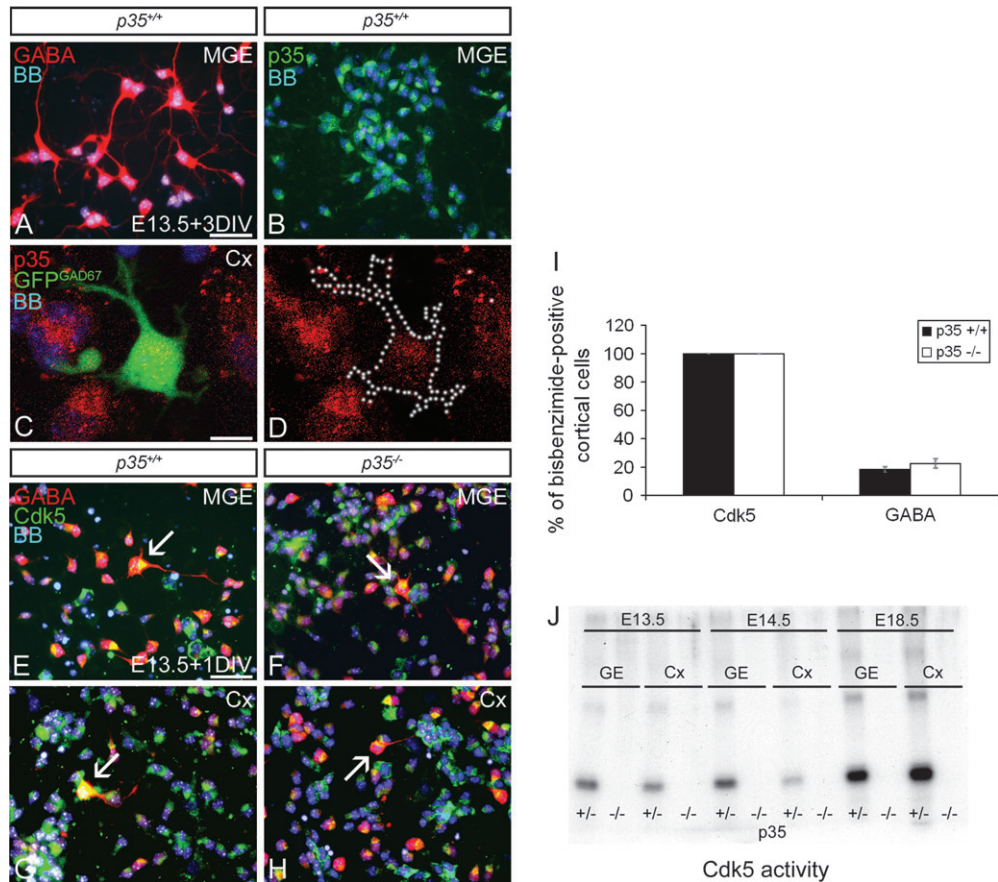 p35+/+
p35+/+
GABA
BB
MGE
A
E13.5+3DIV
p35
BB
MGE
B
p35
GFPGAD67
BB
Cx
C
D
p35+/+
p35-/-
GABA
Cdk5
BB
MGE
E
E13.5+1DIV
MGE
F
Cx
G
Cx
H
I
% of bisbenzimide-positive
cortical cells
120
100
80
60
40
20
0
Cdk5
GABA
p35 +/+
p35 -/-
J
E13.5 E14.5 E18.5
GE Cx GE Cx GE Cx
+/- -/- +/- -/- +/- -/- +/- -/- +/- -/- +/- -/-
p35
Cdk5 activity